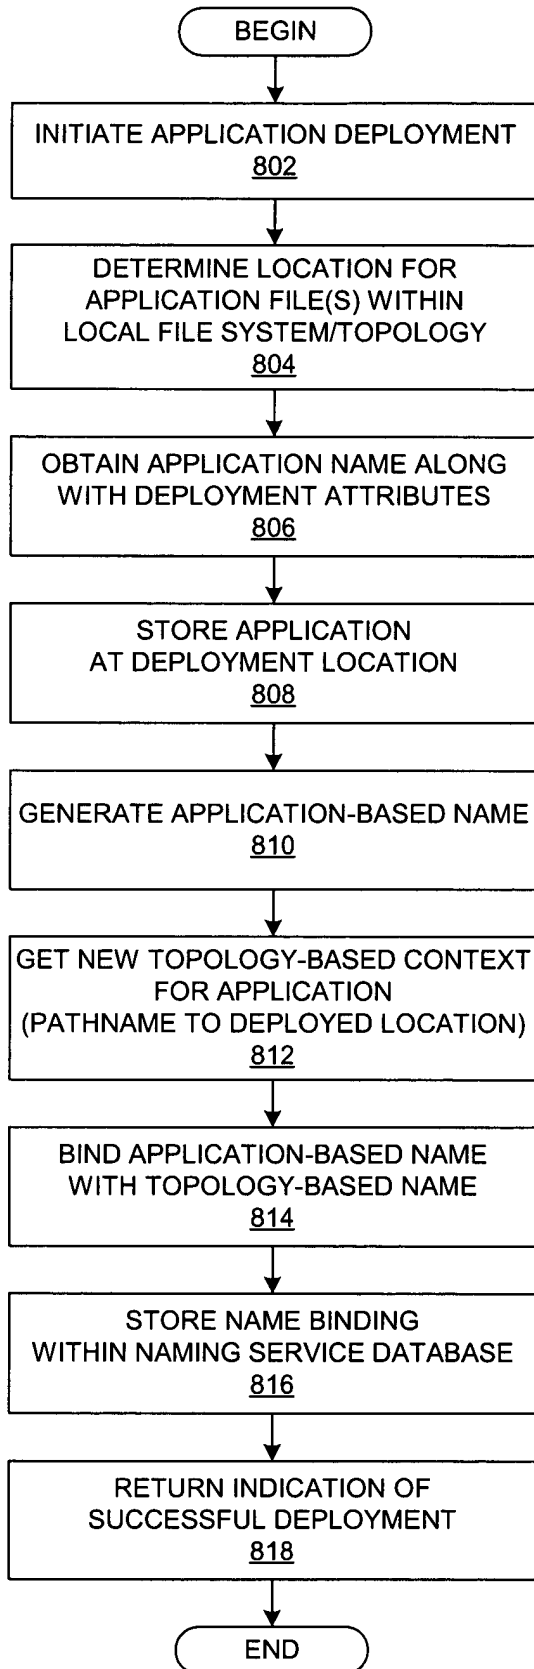 BEGIN
INITIATE APPLICATION DEPLOYMENT
802
DETERMINE LOCATION FOR
APPLICATION FILE(S) WITHIN
LOCAL FILE SYSTEM/TOPOLOGY
804
OBTAIN APPLICATION NAME ALONG
WITH DEPLOYMENT ATTRIBUTES
806
STORE APPLICATION
AT DEPLOYMENT LOCATION
808
GENERATE APPLICATION-BASED NAME
810
GET NEW TOPOLOGY-BASED CONTEXT
FOR APPLICATION
(PATHNAME TO DEPLOYED LOCATION)
812
BIND APPLICATION-BASED NAME
WITH TOPOLOGY-BASED NAME
814
STORE NAME BINDING
WITHIN NAMING SERVICE DATABASE
816
RETURN INDICATION OF
SUCCESSFUL DEPLOYMENT
818
END